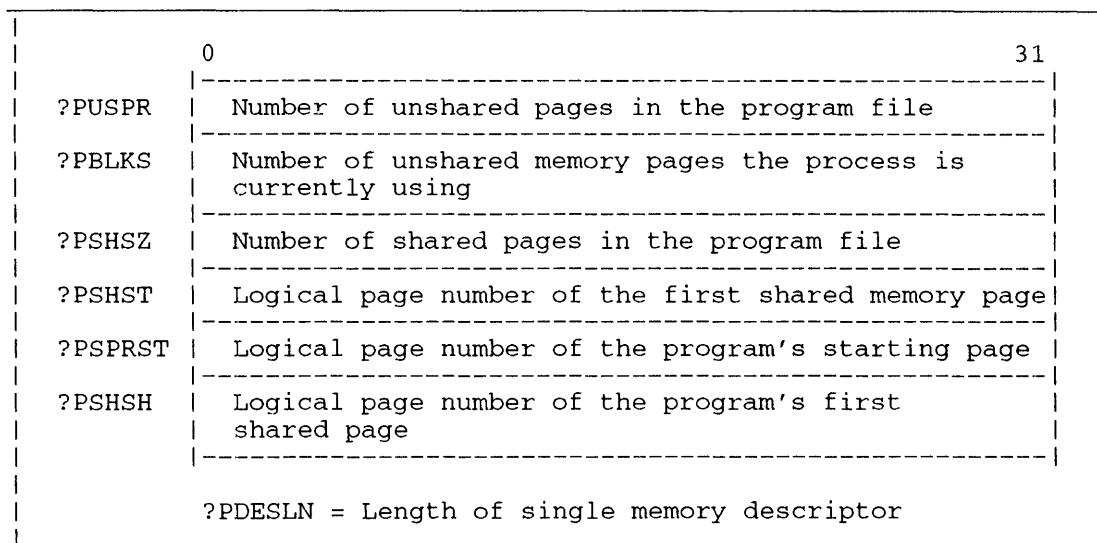 0 31
?PUSPR Number of unshared pages in the program file
?PBLKS Number of unshared memory pages the process is
currently using
?PSHSZ Number of shared pages in the program file
?PSHST Logical page number of the first shared memory page
?PSPRST Logical page number of the program's starting page
?PSHSH Logical page number of the program's first
shared page
?PDESLN = Length of single memory descriptor